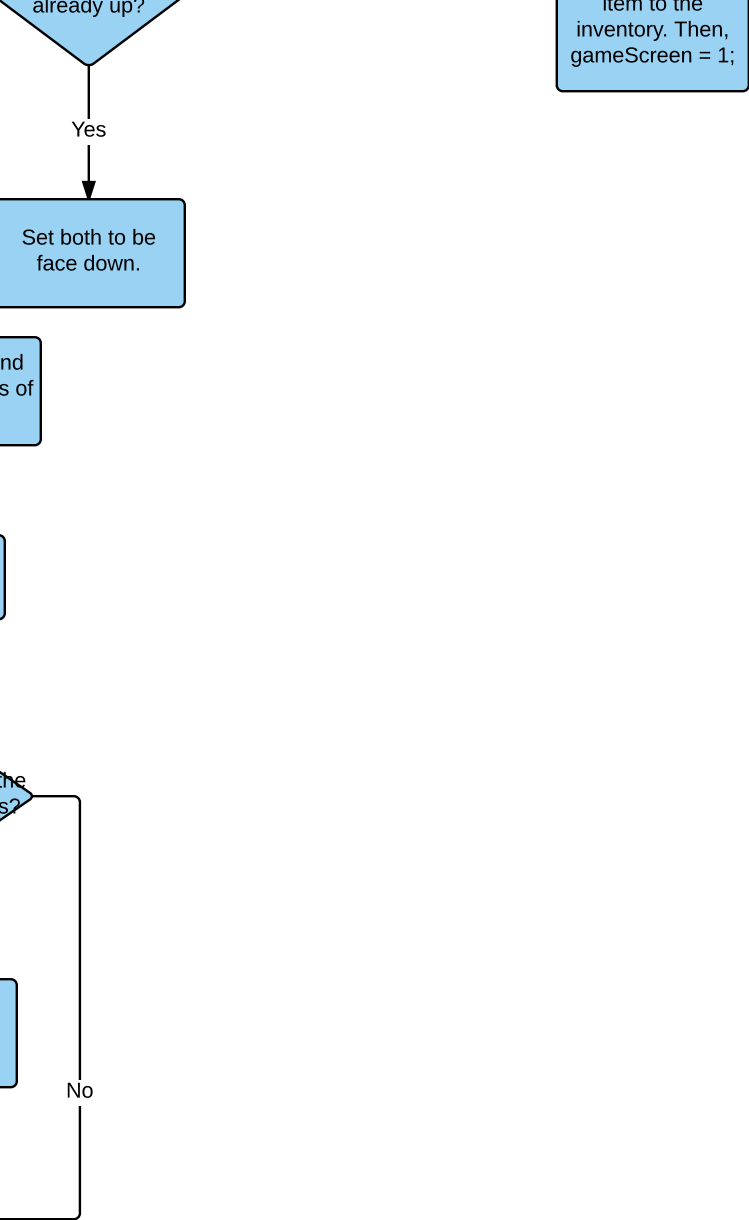 already up?
item to the
inventory. Then,
gameScreen = 1;
Yes
Set both to be
face down.
nd
s of
the
s?
No